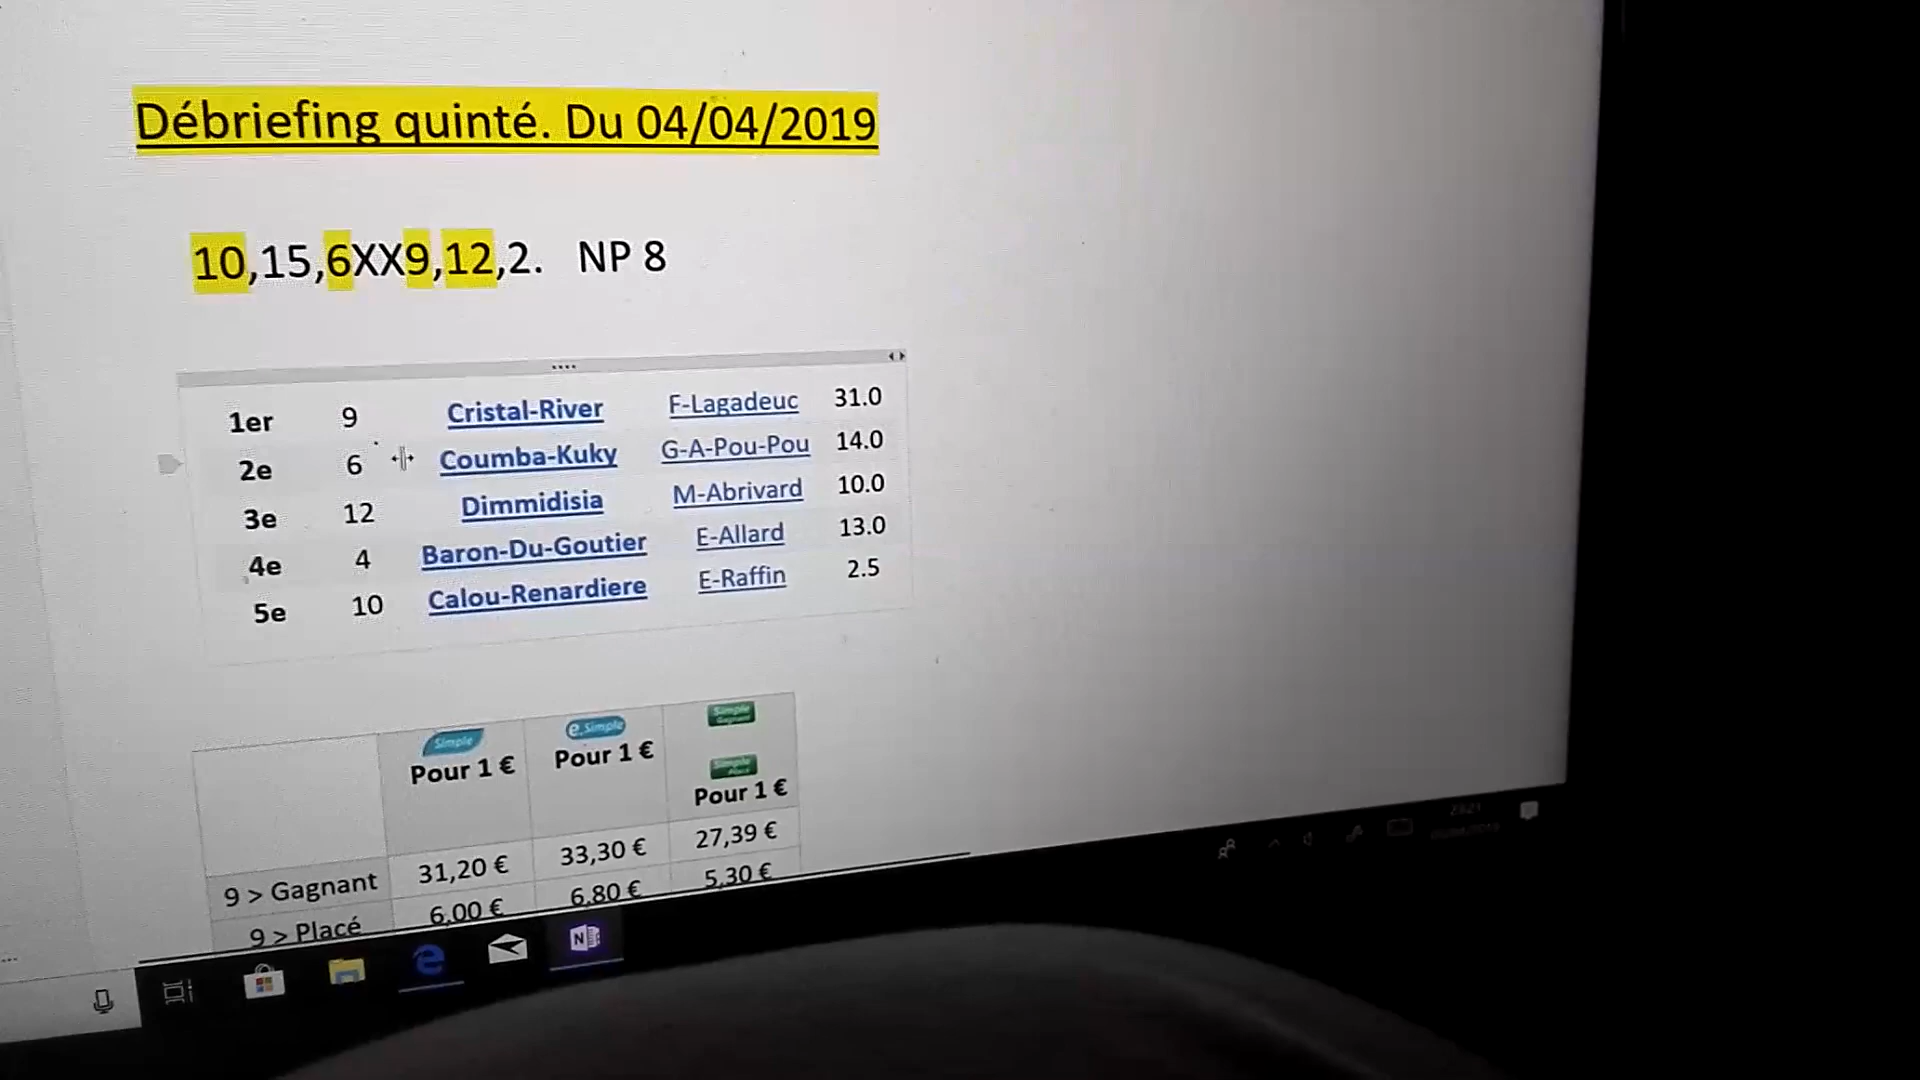 Débriefing quinté. Du 04/04/2019
10,15,6XX9,12,2. NP 8
1er 9 Cristal-River F-Lagadeuc 31.0
2e 6 Coumba-Kuky G-A-Pou-Pou 14.0
3e 12 Dimmidisia M-Abrivard 10.0
4e 4 Baron-Du-Goutier E-Allard 13.0
5e 10 Calou-Renardiere E-Raffin 2.5
Simple e.Simple Simple Gagnant
Simple
Pour 1 € Pour 1 € Pour 1 €
9 > Gagnant 31,20 € 33,30 € 27,39 €
9 > Placé 6,00 € 6,80 € 5,30 €